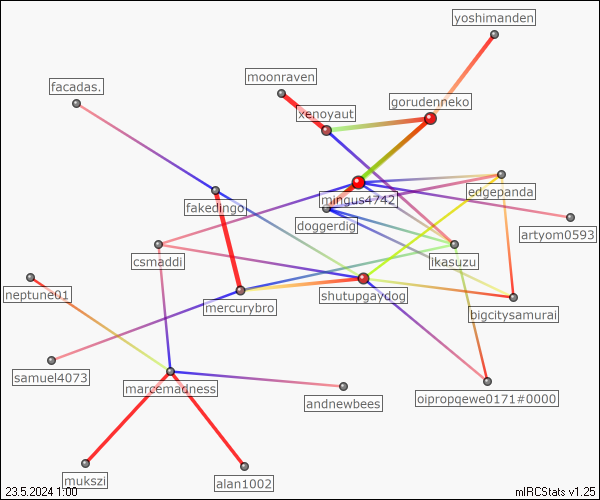 yoshimanden
moonraven
facadas.
gorudenneko
xenoyaut
edgepanda
mingus4742
fakedingo
doggerdig
artyom0593
csmaddi
ikasuzu
neptune01
shutupgaydog
mercurybro
bigcitysamurai
samuel4073
marcemadness
oipropqewe0171#0000
andnewbees
mukszi
alan1002
23.5.2024 1:00
mIRCStats v1.25